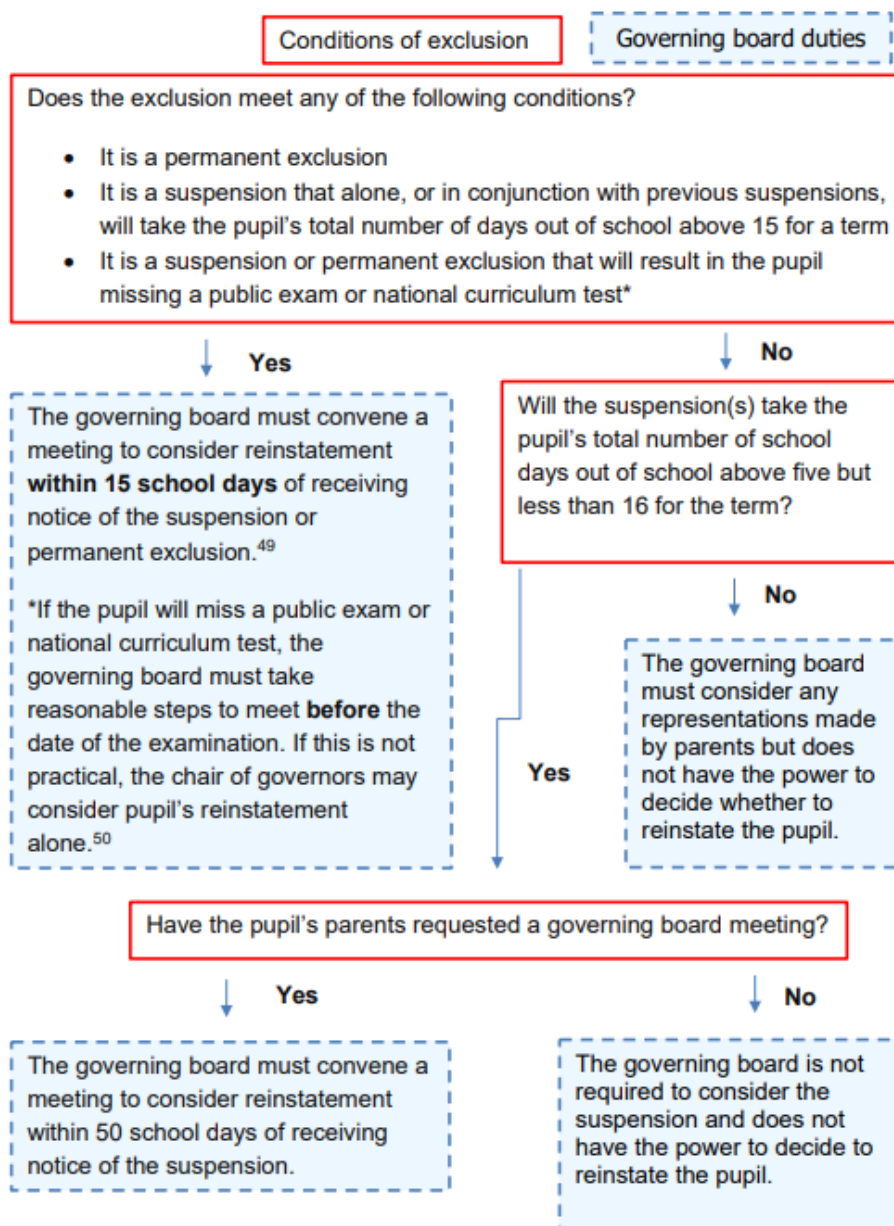 Conditions of exclusion
Governing board duties
Does the exclusion meet any of the following conditions?
• It is a permanent exclusion
• It is a suspension that alone, or in conjunction with previous suspensions,
will take the pupil's total number of days out of school above 15 for a term
• It is a suspension or permanent exclusion that will result in the pupil
missing a public exam or national curriculum test*
Yes
No
The governing board must convene a
meeting to consider reinstatement
within 15 school days of receiving
notice of the suspension or
permanent exclusion.49
*If the pupil will miss a public exam or
national curriculum test, the
governing board must take
reasonable steps to meet before the
date of the examination. If this is not
practical, the chair of governors may
consider pupil's reinstatement
alone.50
Will the suspension(s) take the
pupil's total number of school
days out of school above five but
less than 16 for the term?
No
The governing board
must consider any
representations made
by parents but does
not have the power to
decide whether to
reinstate the pupil.
Yes
Have the pupil's parents requested a governing board meeting?
Yes
No
The governing board must convene a
meeting to consider reinstatement
within 50 school days of receiving
notice of the suspension.
The governing board is not
required to consider the
suspension and does not
have the power to decide to
reinstate the pupil.